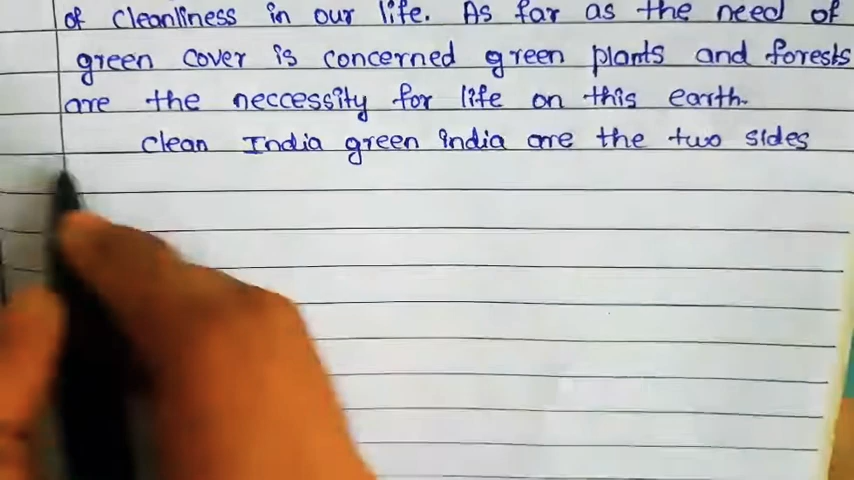 of cleanliness in our life. As far as the need of
green cover is concerned green plants and forests
are the neccessity for life on this earth.
clean India green india are the two sides